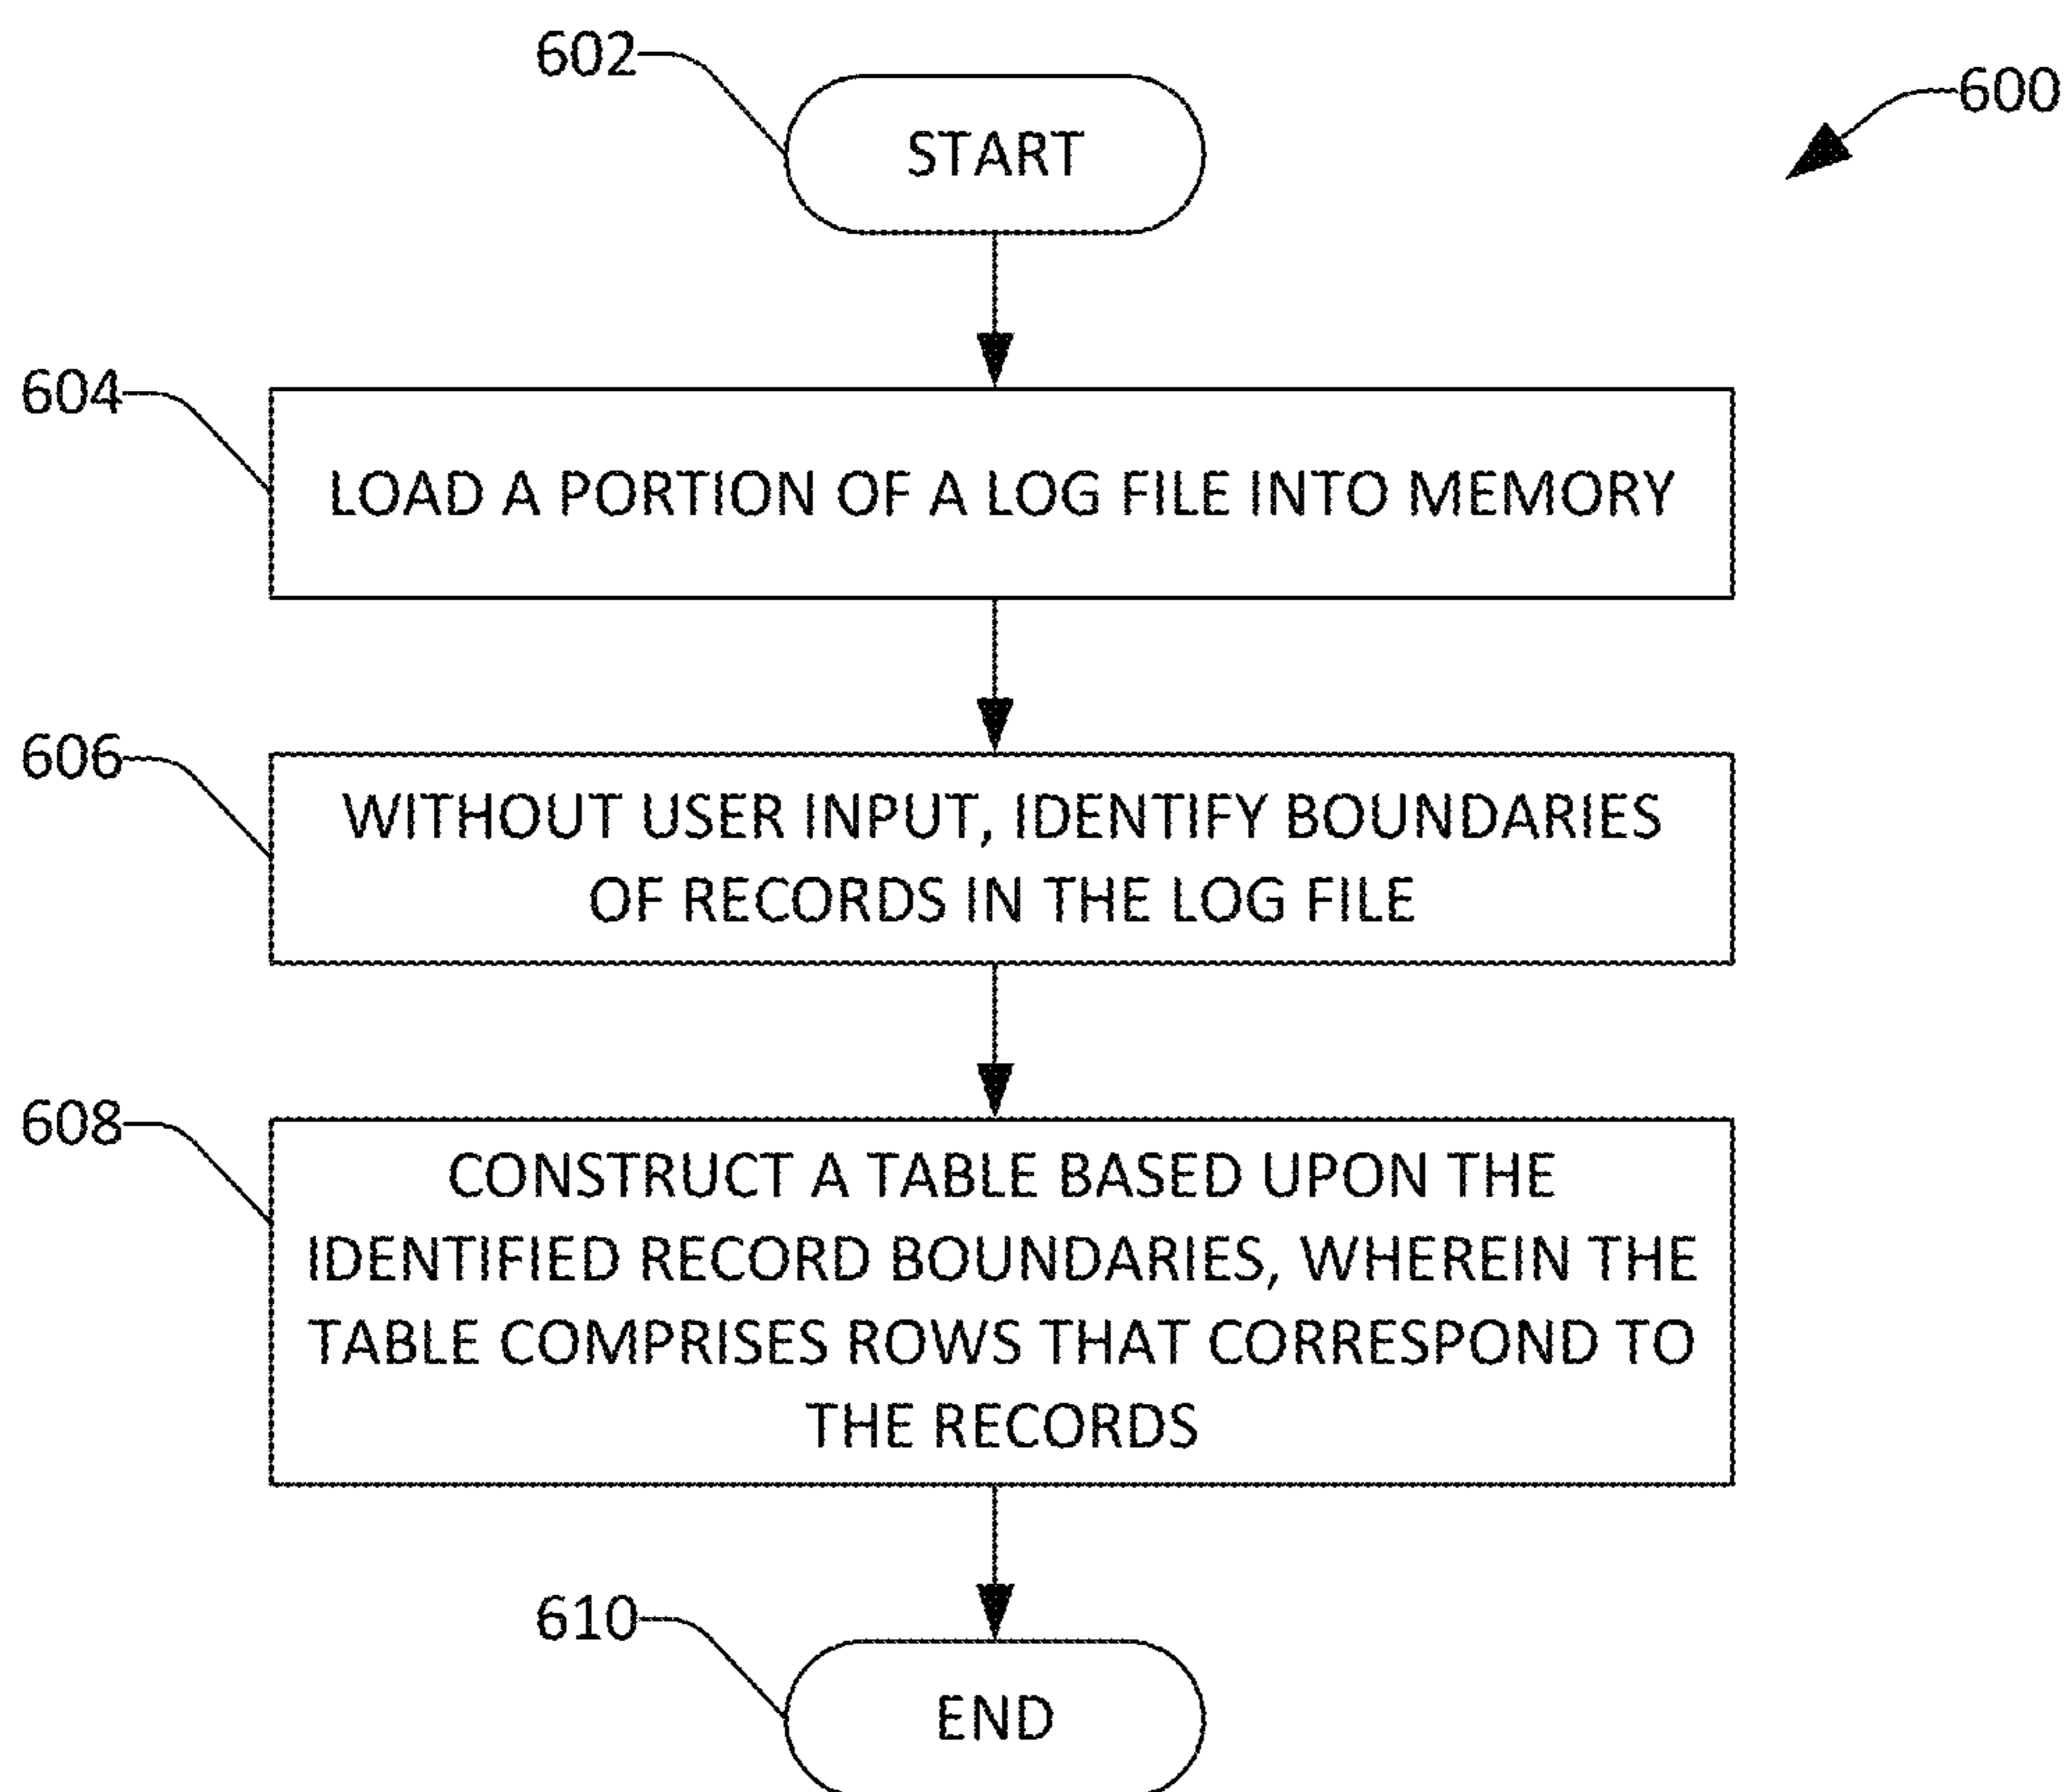 602
600
START
604
LOAD A PORTION OF A LOG FILE INTO MEMORY
606
WITHOUT USER INPUT, IDENTIFY BOUNDARIES
OF RECORDS IN THE LOG FILE
608
CONSTRUCT A TABLE BASED UPON THE
IDENTIFIED RECORD BOUNDARIES, WHEREIN THE
TABLE COMPRISES ROWS THAT CORRESPOND TO
THE RECORDS
610
END